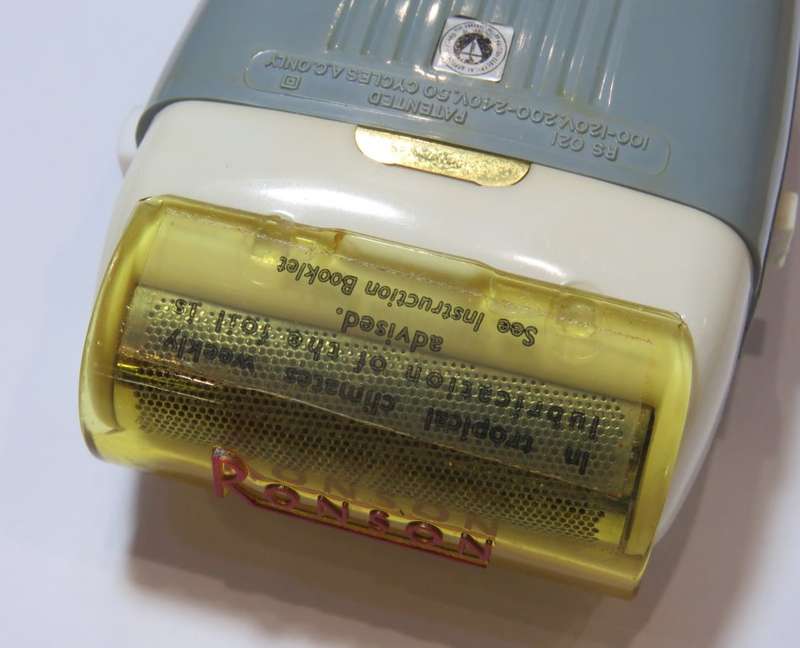 RS 021
100-120V.200-240V.50 CYCLES A.C.ONLY
PATENTED
In tropical climates weekly
lubrication of the foil is
advised.
See Instruction Booklet
RONSON